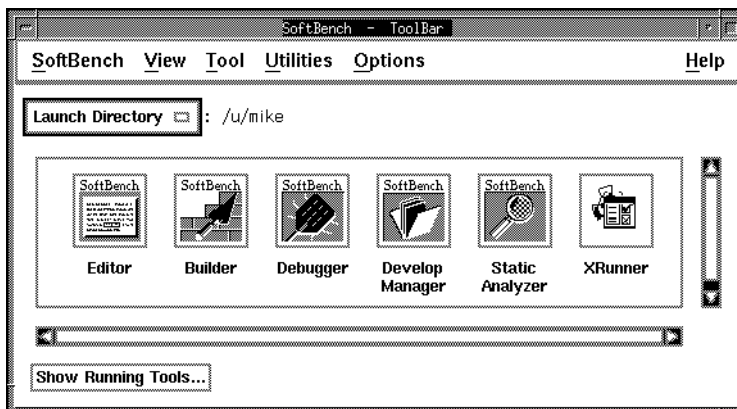 SoftBench - ToolBar
SoftBench View Tool Utilities Options Help
Launch Directory : /u/mike
SoftBench SoftBench SoftBench SoftBench SoftBench
Editor Builder Debugger Develop Manager Static Analyzer XRunner
Show Running Tools...